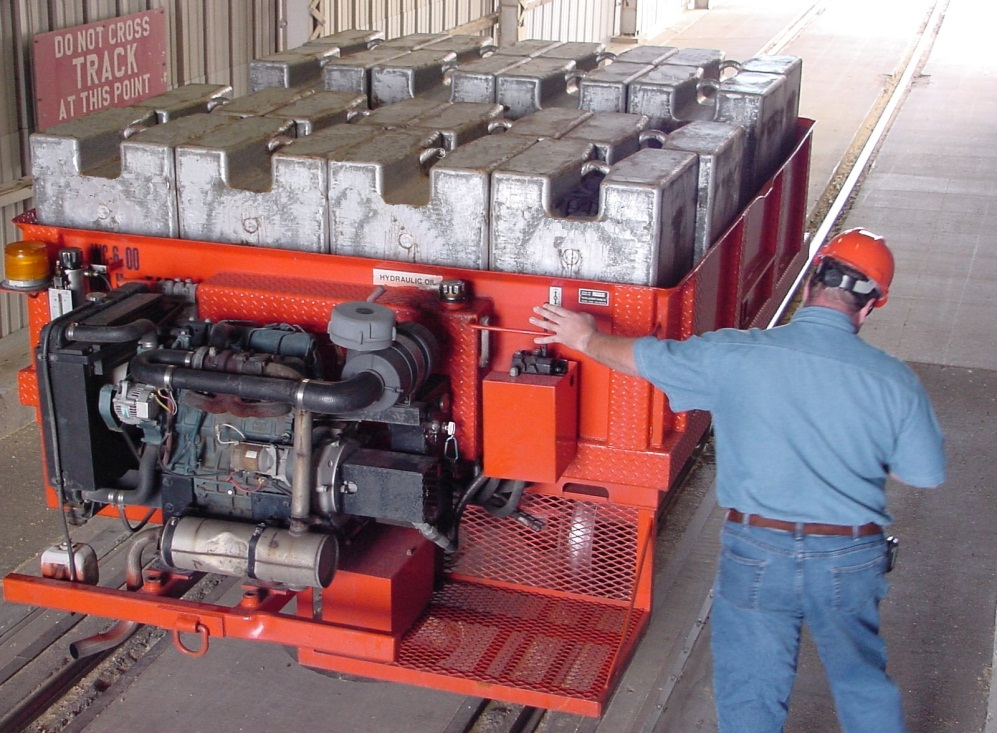 DO NOT CROSS
TRACK
AT THIS POINT
HYDRAULIC OIL